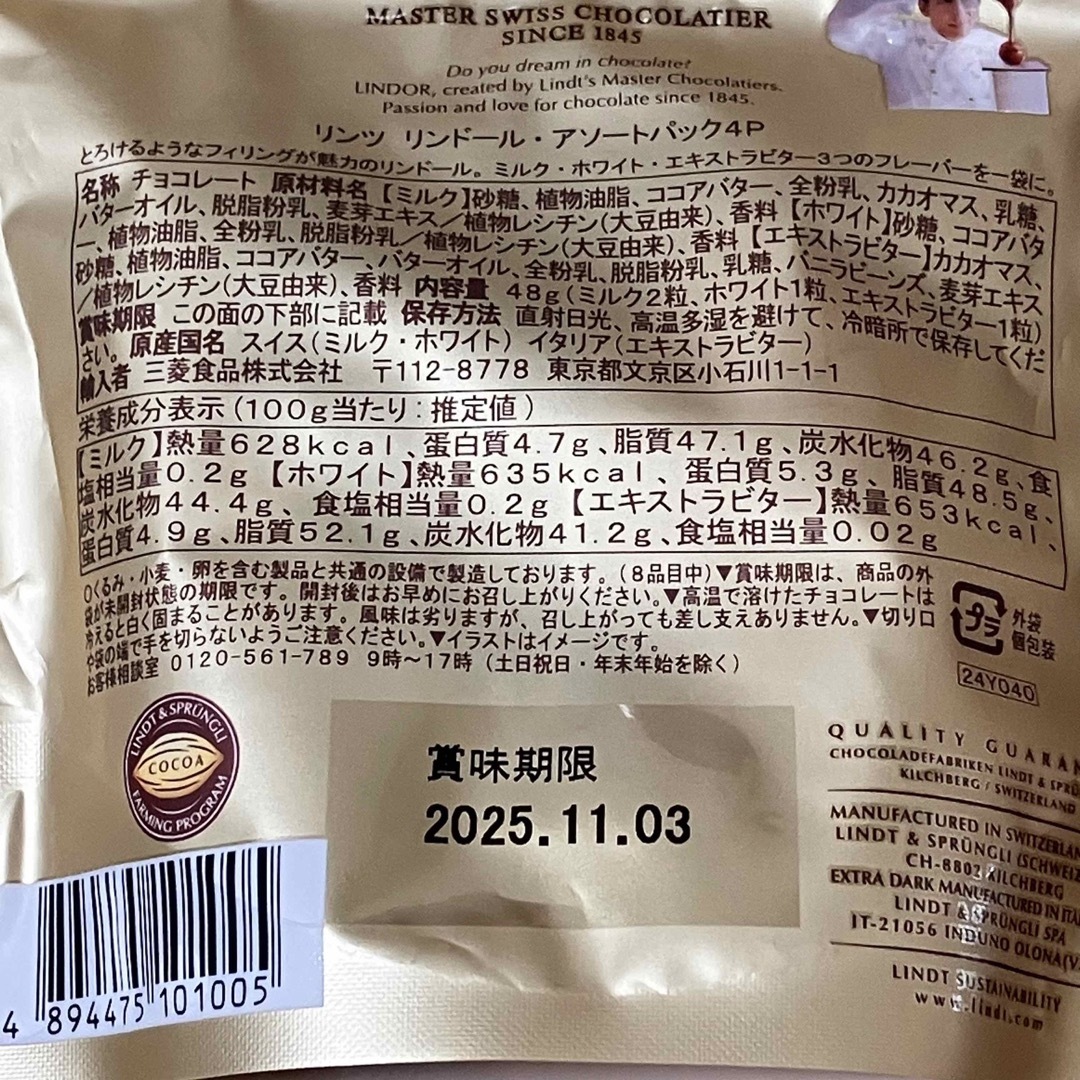 MASTER SWISS CHOCOLATIER
SINCE 1845
Do you dream in chocolate?
LINDOR, created by Lindt's Master Chocolatiers.
Passion and love for chocolate since 1845.
リンツ リンドール・アソートパック4P
とろけるようなフィリングが魅力のリンドール。ミルク・ホワイト・エキストラビター3つのフレーバーを一袋に。
名称 チョコレート 原材料名 【ミルク】砂糖、植物油脂、ココアバター、全粉乳、カカオマス、乳糖、
バターオイル、脱脂粉乳、麦芽エキス／植物レシチン(大豆由来)、香料【ホワイト】砂糖、ココアバタ
ー、植物油脂、全粉乳、脱脂粉乳／植物レシチン(大豆由来)、香料【エキストラビター】カカオマス、
砂糖、植物油脂、ココアバター、バターオイル、全粉乳、脱脂粉乳、乳糖、バニラビーンズ、麦芽エキス
／植物レシチン(大豆由来)、香料 内容量 48g(ミルク2粒、ホワイト1粒、エキストラビター1粒)
賞味期限 この面の下部に記載 保存方法 直射日光、高温多湿を避けて、冷暗所で保存してくだ
さい。原産国名 スイス(ミルク・ホワイト) イタリア(エキストラビター)
輸入者 三菱食品株式会社 〒112-8778 東京都文京区小石川1-1-1
栄養成分表示(100g当たり:推定値)
【ミルク】熱量628kcal、蛋白質4.7g、脂質47.1g、炭水化物46.2g、食
塩相当量0.2g【ホワイト】熱量635kcal、蛋白質5.3g、脂質48.5g、
炭水化物44.4g、食塩相当量0.2g【エキストラビター】熱量653kcal、
蛋白質4.9g、脂質52.1g、炭水化物41.2g、食塩相当量0.02g
○くるみ・小麦・卵を含む製品と共通の設備で製造しております。(8品目中)▼賞味期限は、商品の外
袋が未開封状態の期限です。開封後はお早めにお召し上がりください。▼高温で溶けたチョコレートは
冷えると白く固まることがあります。風味は劣りますが、召し上がっても差し支えありません。▼切り口
や袋の端で手を切らないようご注意ください。▼イラストはイメージです。
お客様相談室 0120-561-789 9時～17時(土日祝日・年末年始を除く)
プラ
外袋
個包装
24Y040
LINDT & SPRÜNGLI
COCOA
FARMING PROGRAM
賞味期限
2025.11.03
QUALITY
CHOCOLADEFABRIKEN LINDT &
KILCHBERG / SWITZERLAND
MANUFACTURED IN
LINDT & SPRÜNGLI
CH-8802 KILCHBERG
EXTRA DARK MANUFACTURED IN
LINDT & SPRÜNGLI SPA
IT-21056 INDUNO OLONA
LINDT SUSTAINABILITY
www.lindt.com
4 894475 101005